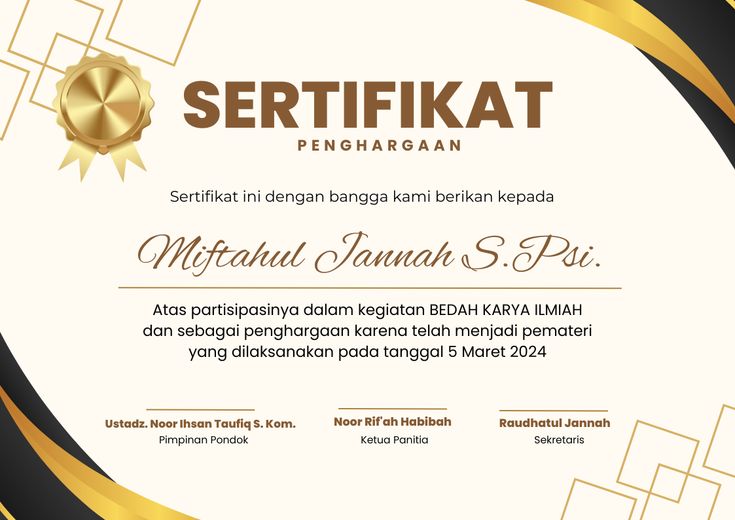 SERTIFIKAT
PENGHARGAAN
Sertifikat ini dengan bangga kami berikan kepada
Miftahul Jannah S.Psi.
Atas partisipasinya dalam kegiatan BEDAH KARYA ILMIAH
dan sebagai penghargaan karena telah menjadi pemateri
yang dilaksanakan pada tanggal 5 Maret 2024
Ustadz. Noor Ihsan Taufiq S. Kom.
Pimpinan Pondok
Noor Rif'ah Habibah
Ketua Panitia
Raudhatul Jannah
Sekretaris